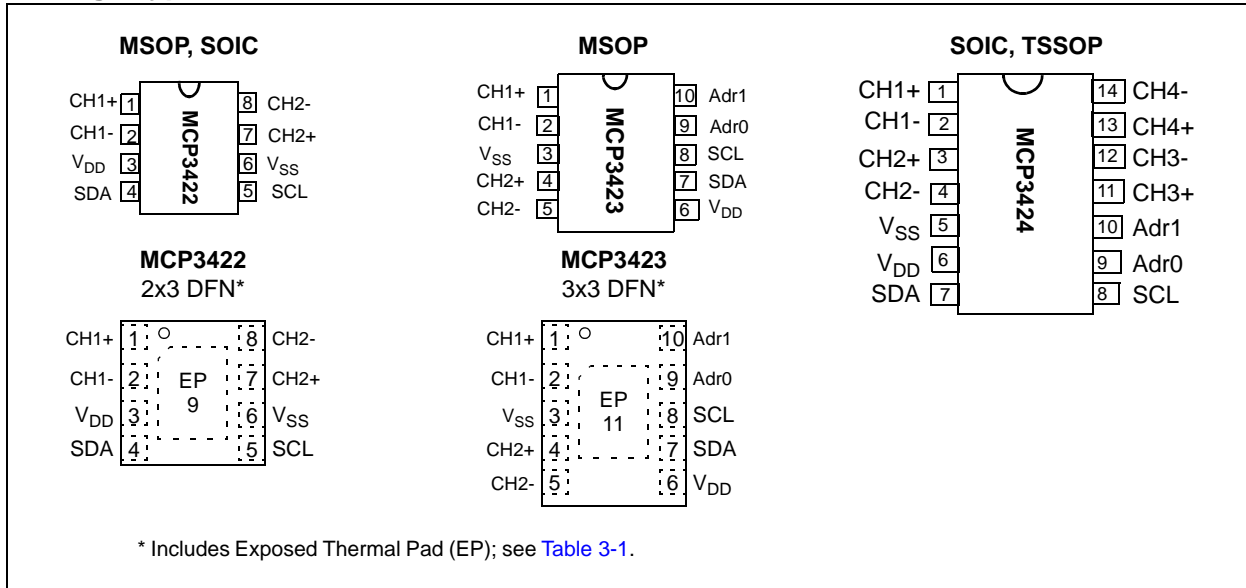 MSOP, SOIC
CH1+ 1 8 CH2-
CH1- 2 7 CH2+
VDD 3 6 VSS
SDA 4 5 SCL
MCP3422
MSOP
CH1+ 1 10 Adr1
CH1- 2 9 Adr0
VSS 3 8 SCL
CH2+ 4 7 SDA
CH2- 5 6 VDD
MCP3423
SOIC, TSSOP
CH1+ 1 14 CH4-
CH1- 2 13 CH4+
CH2+ 3 12 CH3-
CH2- 4 11 CH3+
VSS 5 10 Adr1
VDD 6 9 Adr0
SDA 7 8 SCL
MCP3424
MCP3422
2x3 DFN*
CH1+ 1 8 CH2-
CH1- 2 EP 7 CH2+
9
VDD 3 6 VSS
SDA 4 5 SCL
MCP3423
3x3 DFN*
CH1+ 1 10 Adr1
CH1- 2 9 Adr0
EP
VSS 3 11 8 SCL
CH2+ 4 7 SDA
CH2- 5 6 VDD
* Includes Exposed Thermal Pad (EP); see Table 3-1.